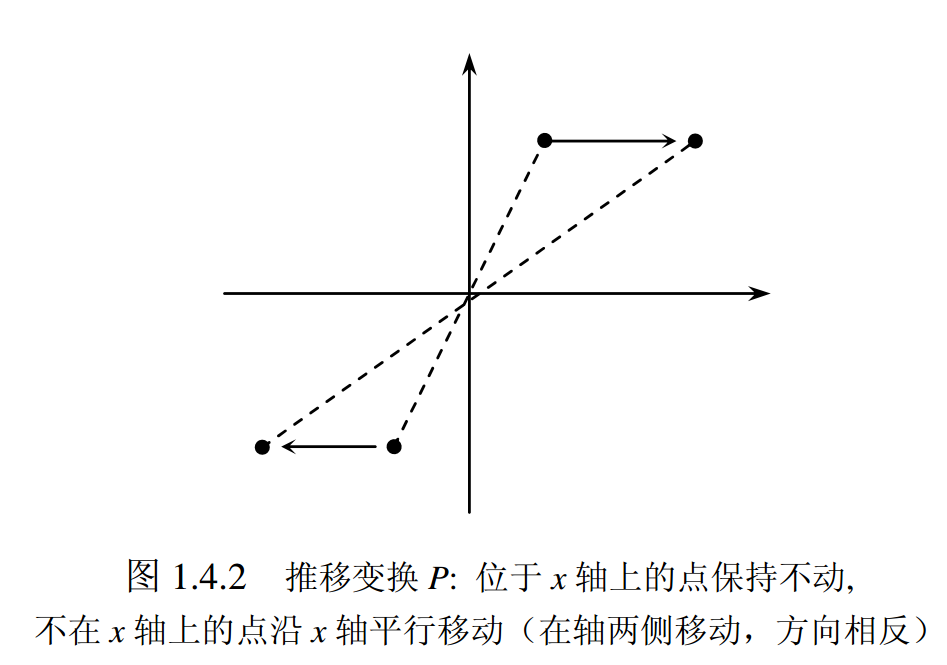 图 1.4.2 推移变换 P: 位于 x 轴上的点保持不动,
不在 x 轴上的点沿 x 轴平行移动（在轴两侧移动，方向相反）